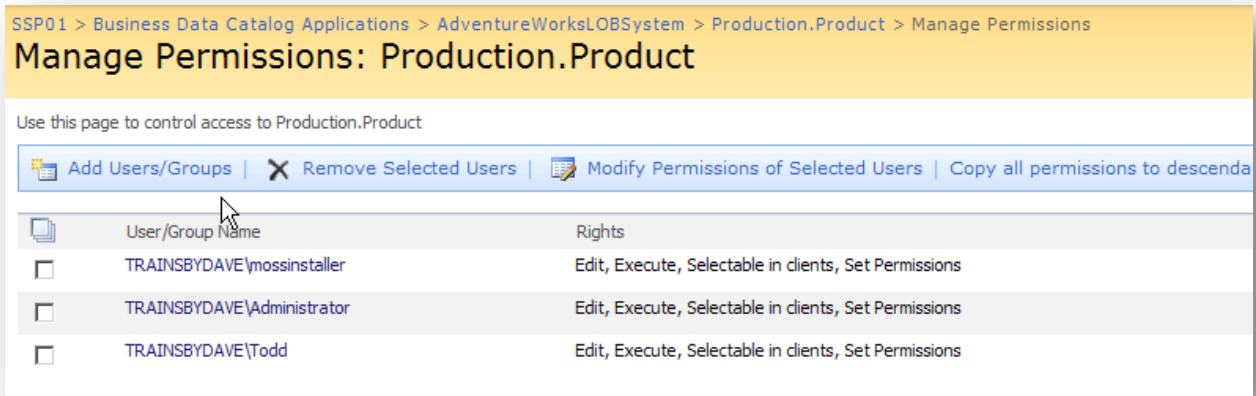 SSP01 > Business Data Catalog Applications > AdventureWorksLOBSystem > Production.Product > Manage Permissions
Manage Permissions: Production.Product
Use this page to control access to Production.Product
Add Users/Groups | Remove Selected Users | Modify Permissions of Selected Users | Copy all permissions to descenda
User/Group Name Rights
TRAINSBYDAVE\mossinstaller Edit, Execute, Selectable in clients, Set Permissions
TRAINSBYDAVE\Administrator Edit, Execute, Selectable in clients, Set Permissions
TRAINSBYDAVE\Todd Edit, Execute, Selectable in clients, Set Permissions